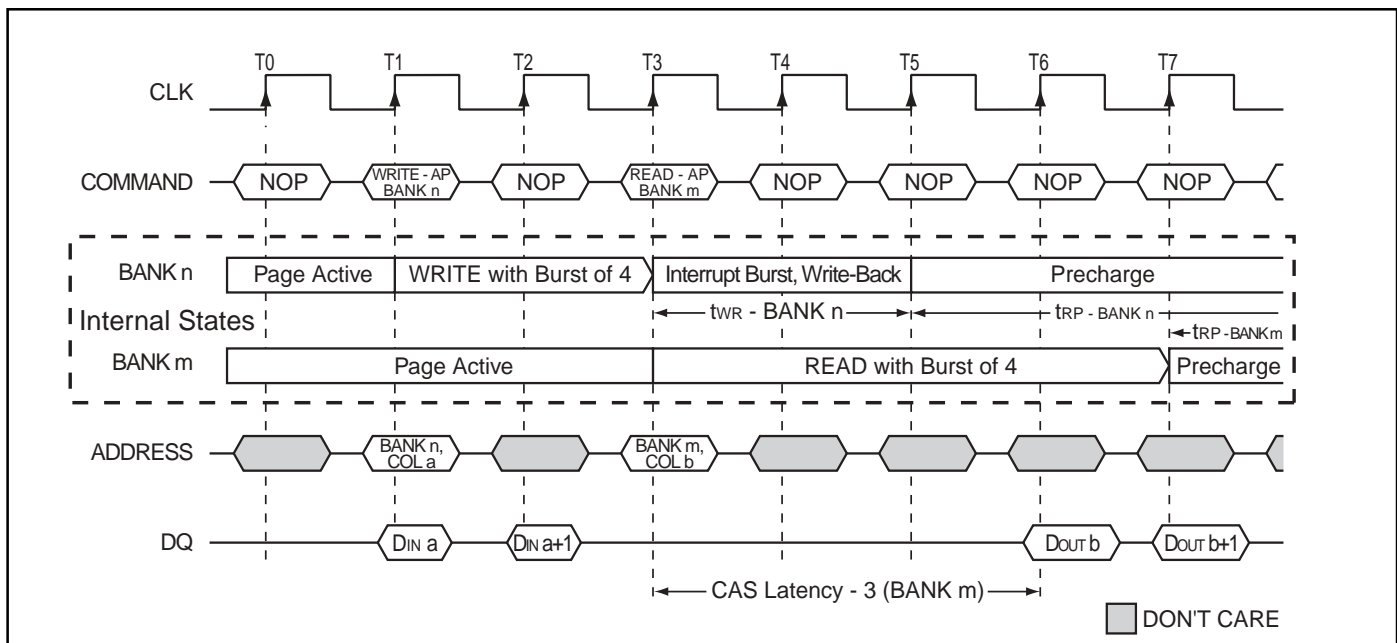 T0 T1 T2 T3 T4 T5 T6 T7
CLK
COMMAND NOP WRITE - AP BANK n NOP READ - AP BANK m NOP NOP NOP NOP
BANK n Page Active WRITE with Burst of 4 Interrupt Burst, Write-Back Precharge
tWR - BANK n tRP - BANK n
Internal States
tRP - BANK m
BANK m Page Active READ with Burst of 4 Precharge
ADDRESS BANK n, COL a BANK m, COL b
DQ DIN a DIN a+1 DOUT b DOUT b+1
CAS Latency - 3 (BANK m)
DON'T CARE